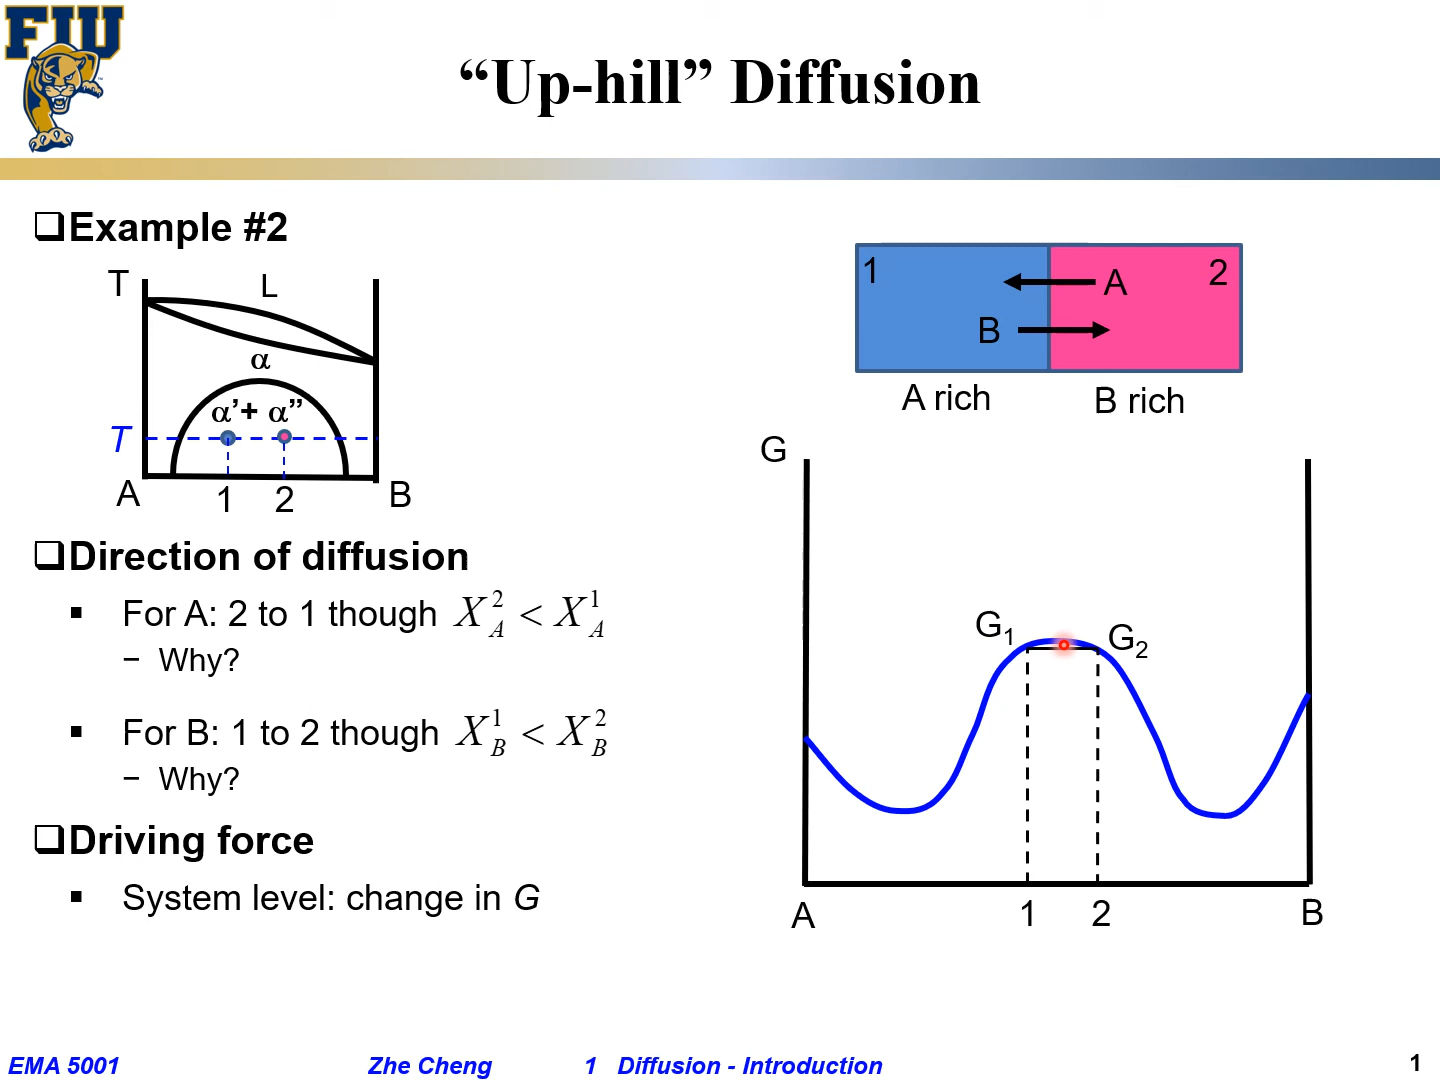 FIU
“Up-hill” Diffusion
❑Example #2
T
L
α
α’+ α”
T
A
1
2
B
1
A
2
B
A rich
B rich
❑Direction of diffusion
▪ For A: 2 to 1 though X_A^2 < X_A^1
− Why?
▪ For B: 1 to 2 though X_B^1 < X_B^2
− Why?
❑Driving force
▪ System level: change in G
G
G₁
G₂
A
1
2
B
EMA 5001 Zhe Cheng 1 Diffusion - Introduction 1